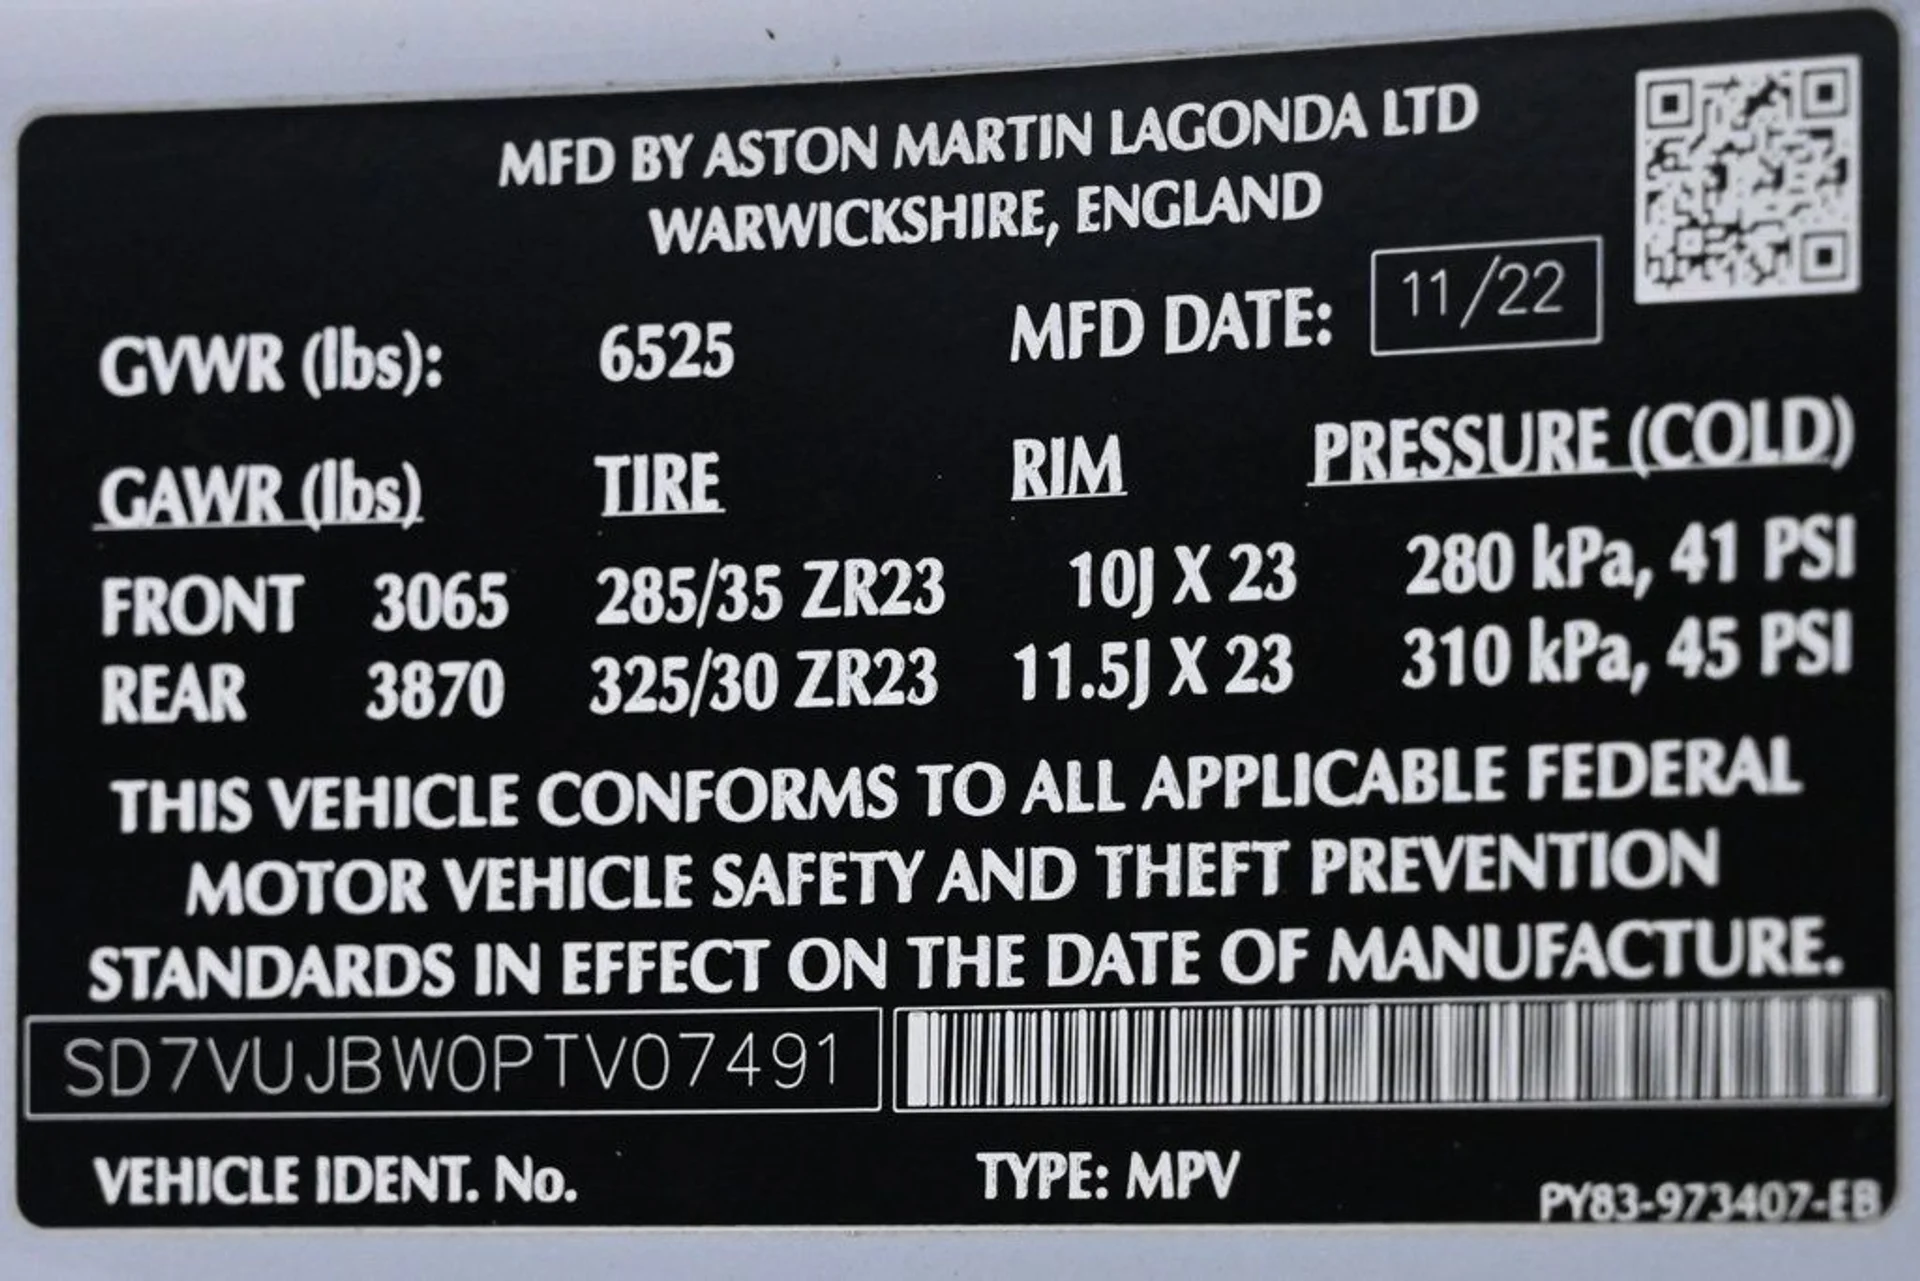 MFD BY ASTON MARTIN LAGONDA LTD
WARWICKSHIRE, ENGLAND
GVWR (lbs): 6525 MFD DATE: 11/22
GAWR (lbs) TIRE RIM PRESSURE (COLD)
FRONT 3065 285/35 ZR23 10J X 23 280 kPa, 41 PSI
REAR 3870 325/30 ZR23 11.5J X 23 310 kPa, 45 PSI
THIS VEHICLE CONFORMS TO ALL APPLICABLE FEDERAL
MOTOR VEHICLE SAFETY AND THEFT PREVENTION
STANDARDS IN EFFECT ON THE DATE OF MANUFACTURE.
SD7VUJBW0PTV07491
VEHICLE IDENT. No. TYPE: MPV PY83-973407-EB